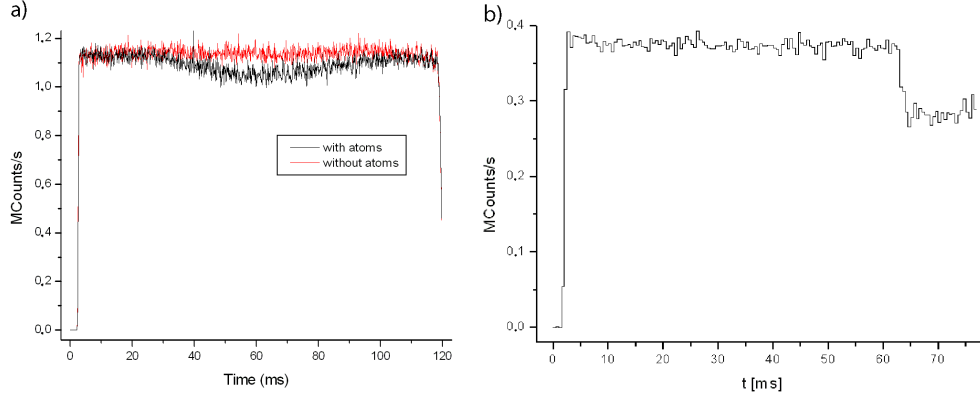 a)
MCounts/s
1,2
1,0
0,8
0,6
0,4
0,2
0,0
with atoms
without atoms
0 20 40 60 80 100 120
Time (ms)
b)
MCounts/s
0,4
0,3
0,2
0,1
0,0
0 10 20 30 40 50 60 70
t [ms]